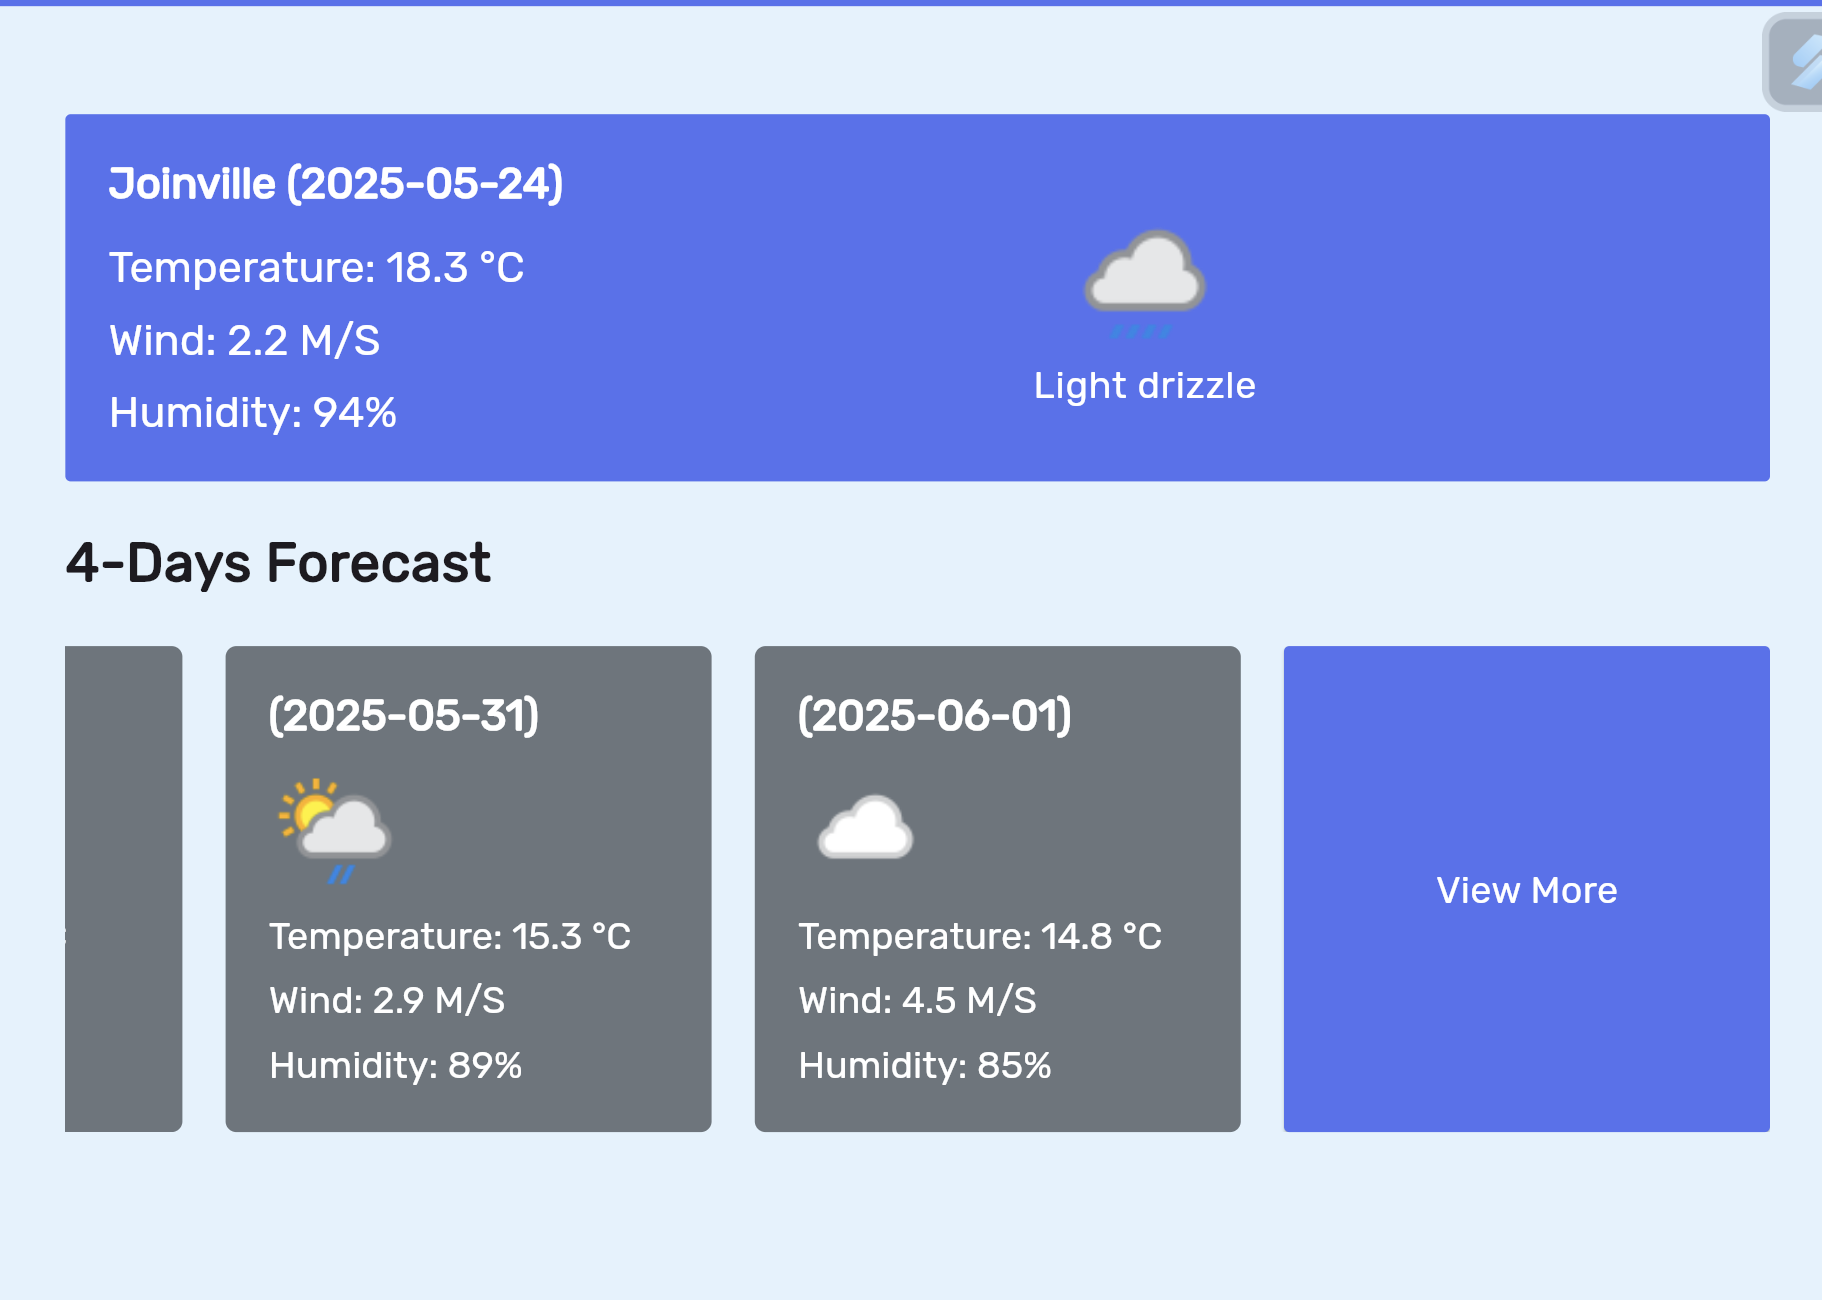 Joinville (2025-05-24)
Temperature: 18.3 °C
Wind: 2.2 M/S
Humidity: 94%
Light drizzle
4-Days Forecast
(2025-05-31)
Temperature: 15.3 °C
Wind: 2.9 M/S
Humidity: 89%
(2025-06-01)
Temperature: 14.8 °C
Wind: 4.5 M/S
Humidity: 85%
View More